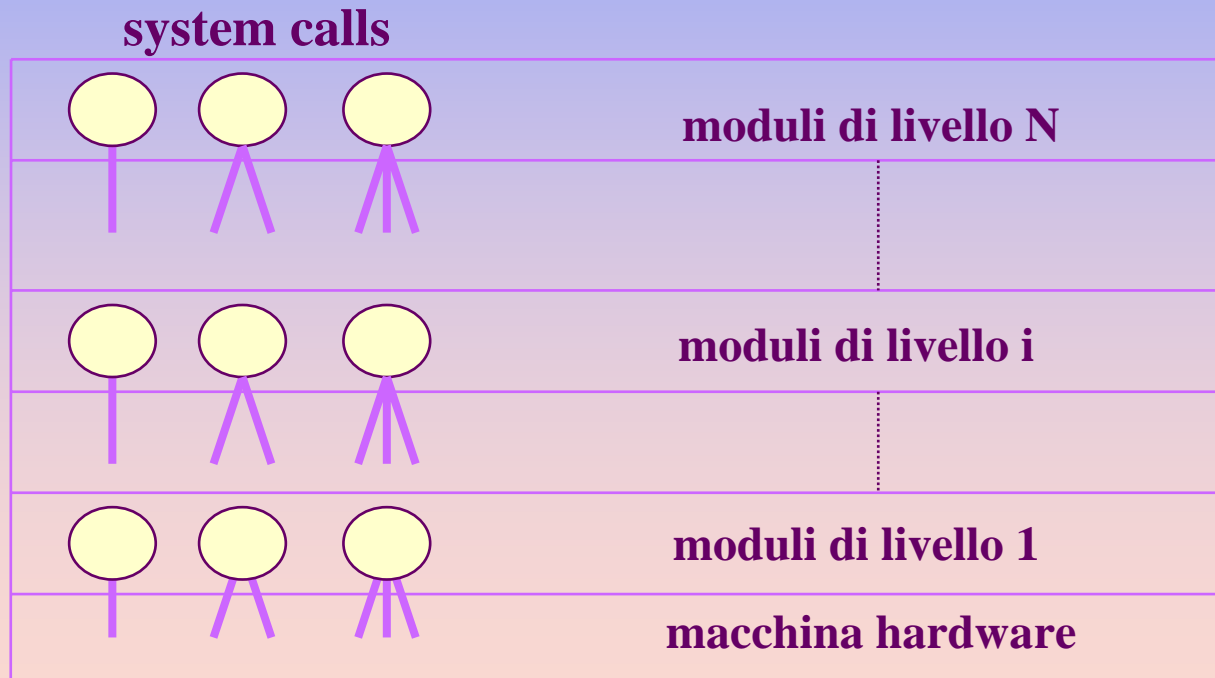 system calls
moduli di livello N
moduli di livello i
moduli di livello 1
macchina hardware